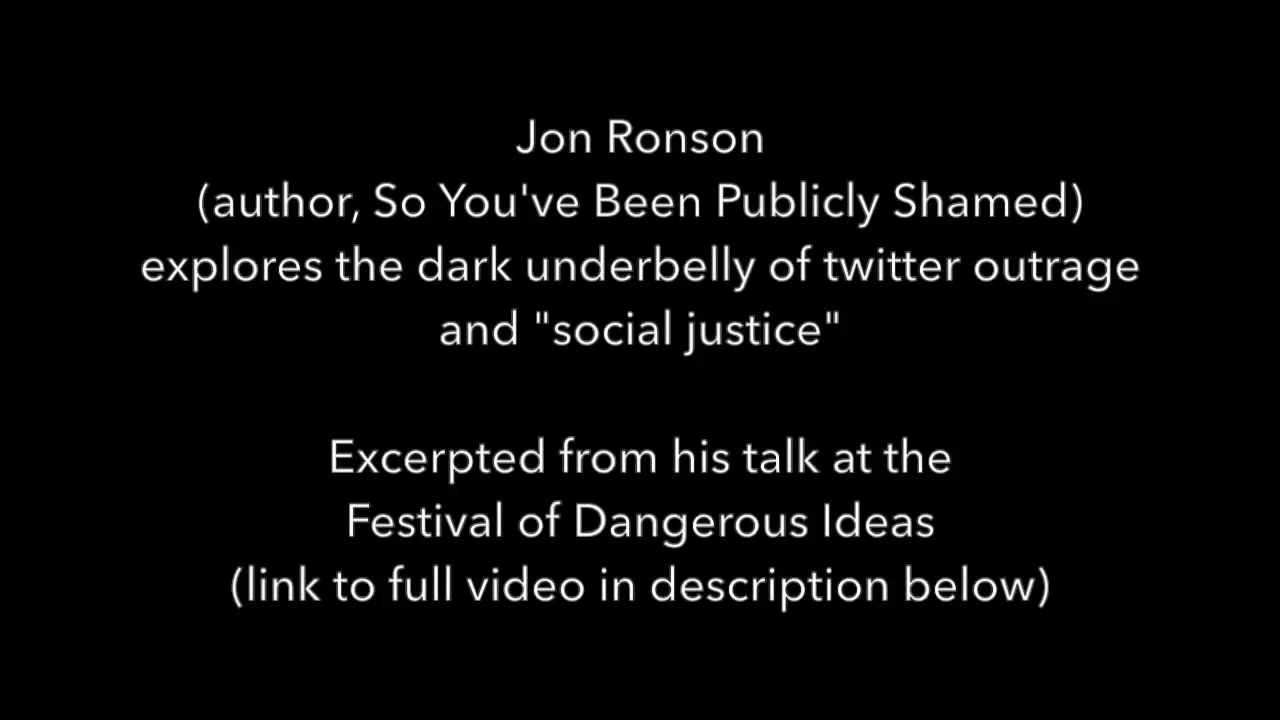 Jon Ronson
(author, So You've Been Publicly Shamed)
explores the dark underbelly of twitter outrage
and "social justice"
Excerpted from his talk at the
Festival of Dangerous Ideas
(link to full video in description below)